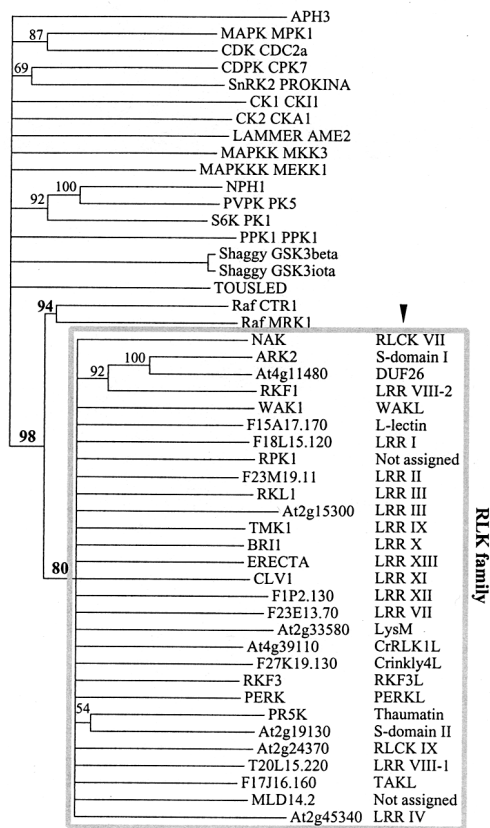 APH3
87 MAPK MPK1
CDK CDC2a
69 CDPK CPK7
SnRK2 PROKINA
CK1 CKI1
CK2 CKA1
LAMMER AME2
MAPKK MKK3
MAPKKK MEKK1
100 NPH1
92 PVPK PK5
S6K PK1
PPK1 PPK1
Shaggy GSK3beta
Shaggy GSK3iota
TOUSLED
94 Raf CTR1
Raf MRK1
NAK RLCK VII
100 ARK2 S-domain I
92 At4g11480 DUF26
RKF1 LRR VIII-2
WAK1 WAKL
F15A17.170 L-lectin
98 F18L15.120 LRR I
RPK1 Not assigned
F23M19.11 LRR II
RKL1 LRR III
At2g15300 LRR III
TMK1 LRR IX
BRI1 LRR X
ERECTA LRR XIII
80 CLV1 LRR XI
F1P2.130 LRR XII
F23E13.70 LRR VII
At2g33580 LysM
At4g39110 CrRLK1L
F27K19.130 Crinkly4L
RKF3 RKF3L
PERK PERKL
54 PR5K Thaumatin
At2g19130 S-domain II
At2g24370 RLCK IX
T20L15.220 LRR VIII-1
F17J16.160 TAKL
MLD14.2 Not assigned
At2g45340 LRR IV
RLK family